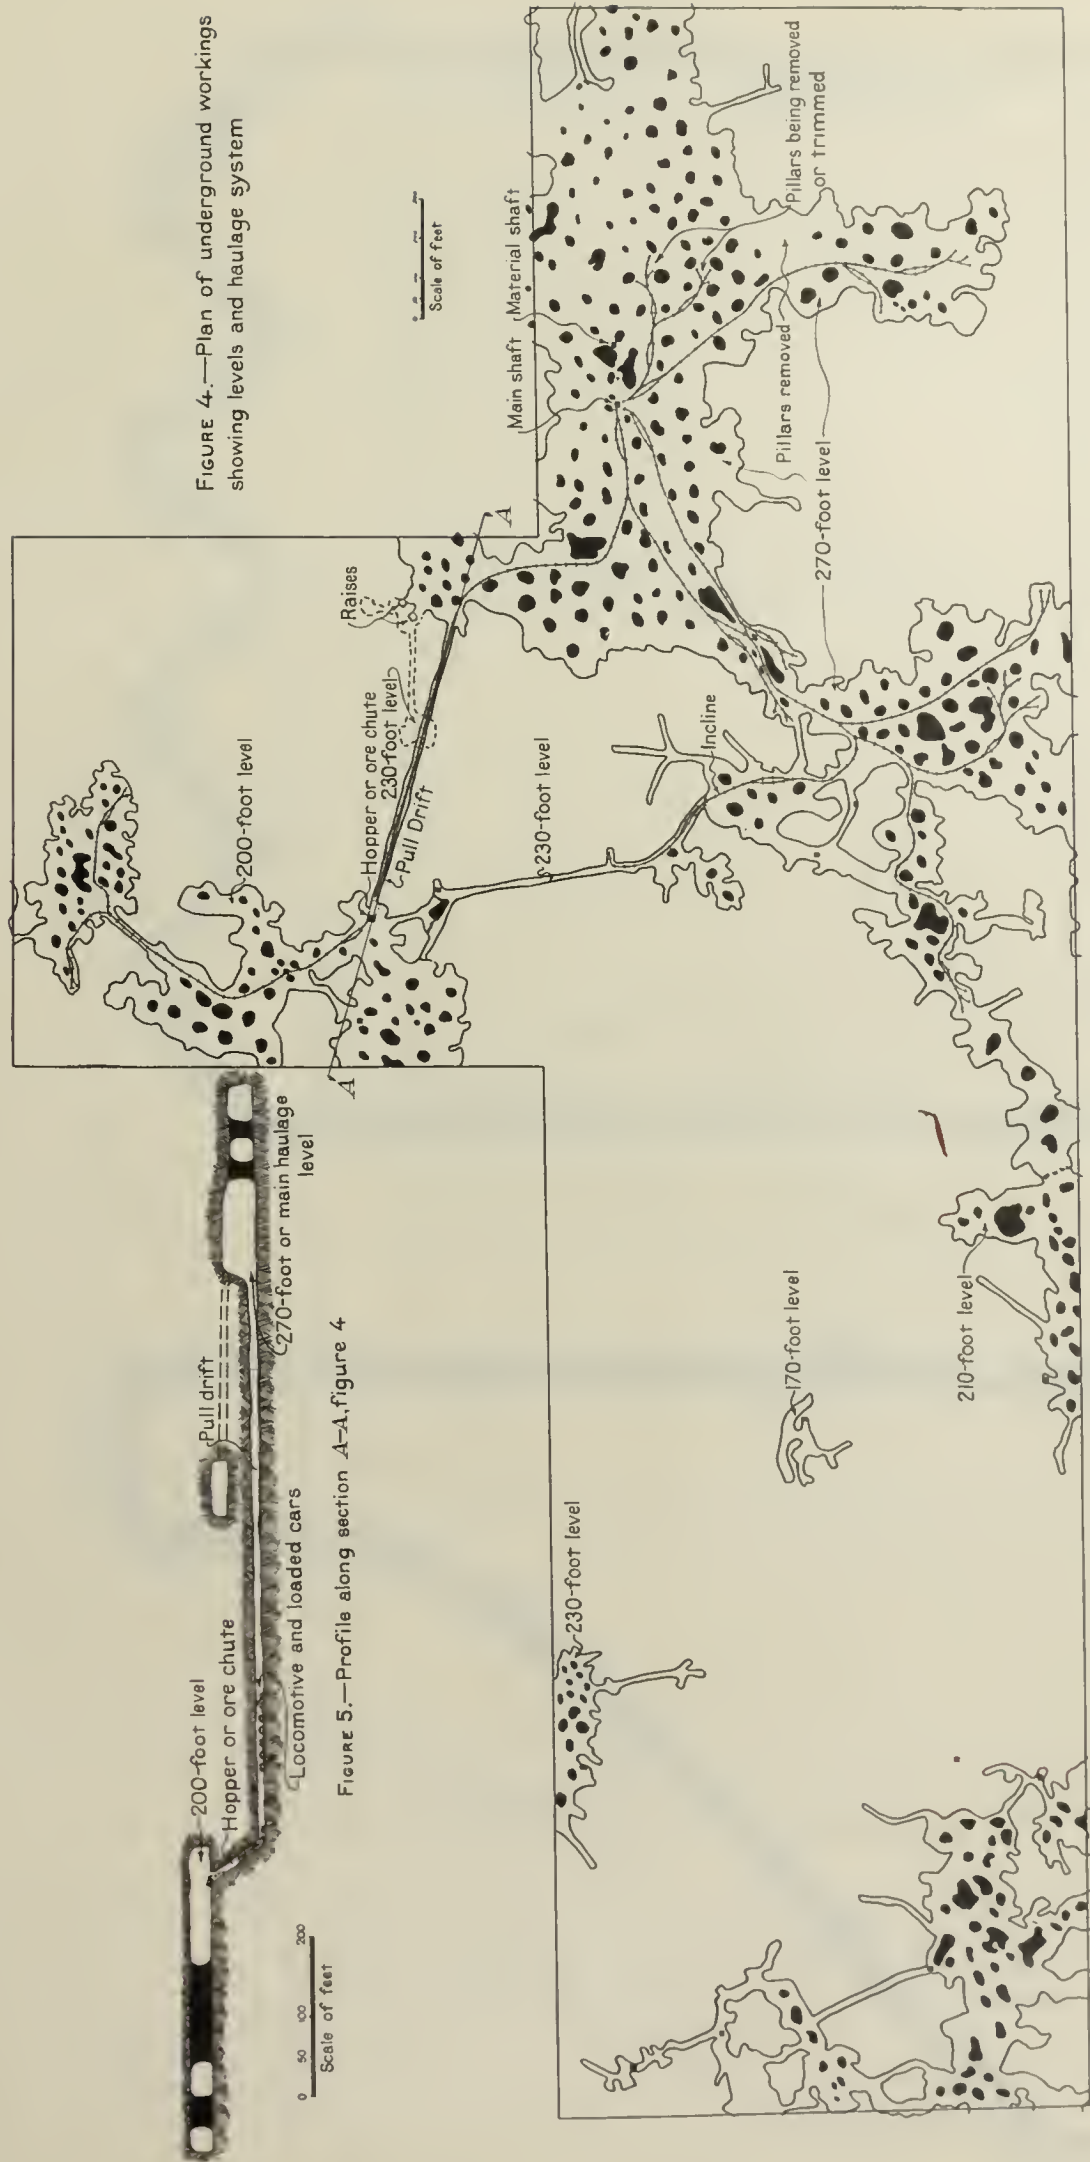 FIGURE 4.—Plan of underground workings
showing levels and haulage system
Scale of feet
Main shaft
Material shaft
Pillars being removed
or trimmed
Pillars removed
270-foot level
A
Raises
230-foot level
Pull Drift
Hopper or ore chute
200-foot level
230-foot level
Incline
A
210-foot level
170-foot level
230-foot level
200-foot level
Hopper or ore chute
Pull drift
270-foot or main haulage
level
Locomotive and loaded cars
0 50 100 200
Scale of feet
FIGURE 5.—Profile along section A-A, figure 4